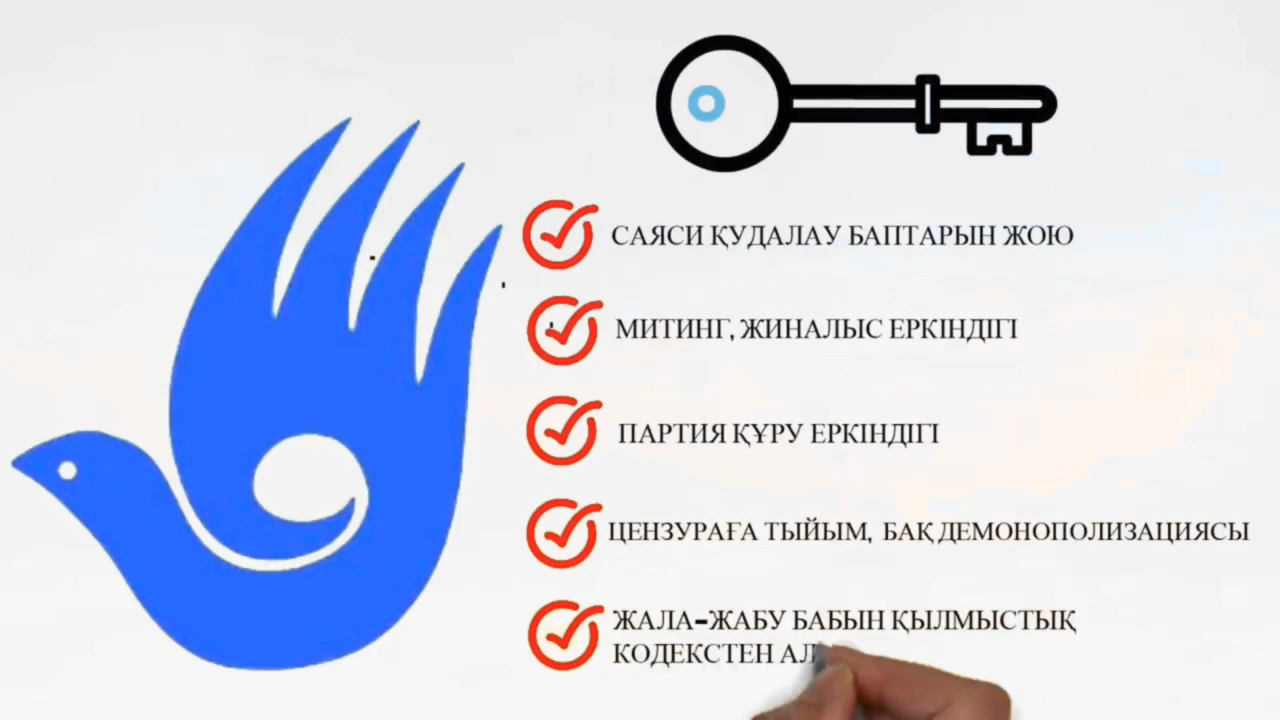 САЯСИ ҚУДАЛАУ БАПТАРЫН ЖОЮ
МИТИНГ, ЖИНАЛЫС ЕРКІНДІГІ
ПАРТИЯ ҚҰРУ ЕРКІНДІГІ
ЦЕНЗУРАҒА ТЫЙЫМ, БАҚ ДЕМОНОПОЛИЗАЦИЯСЫ
ЖАЛА-ЖАБУ БАБЫН ҚЫЛМЫСТЫҚ
КОДЕКСТЕН